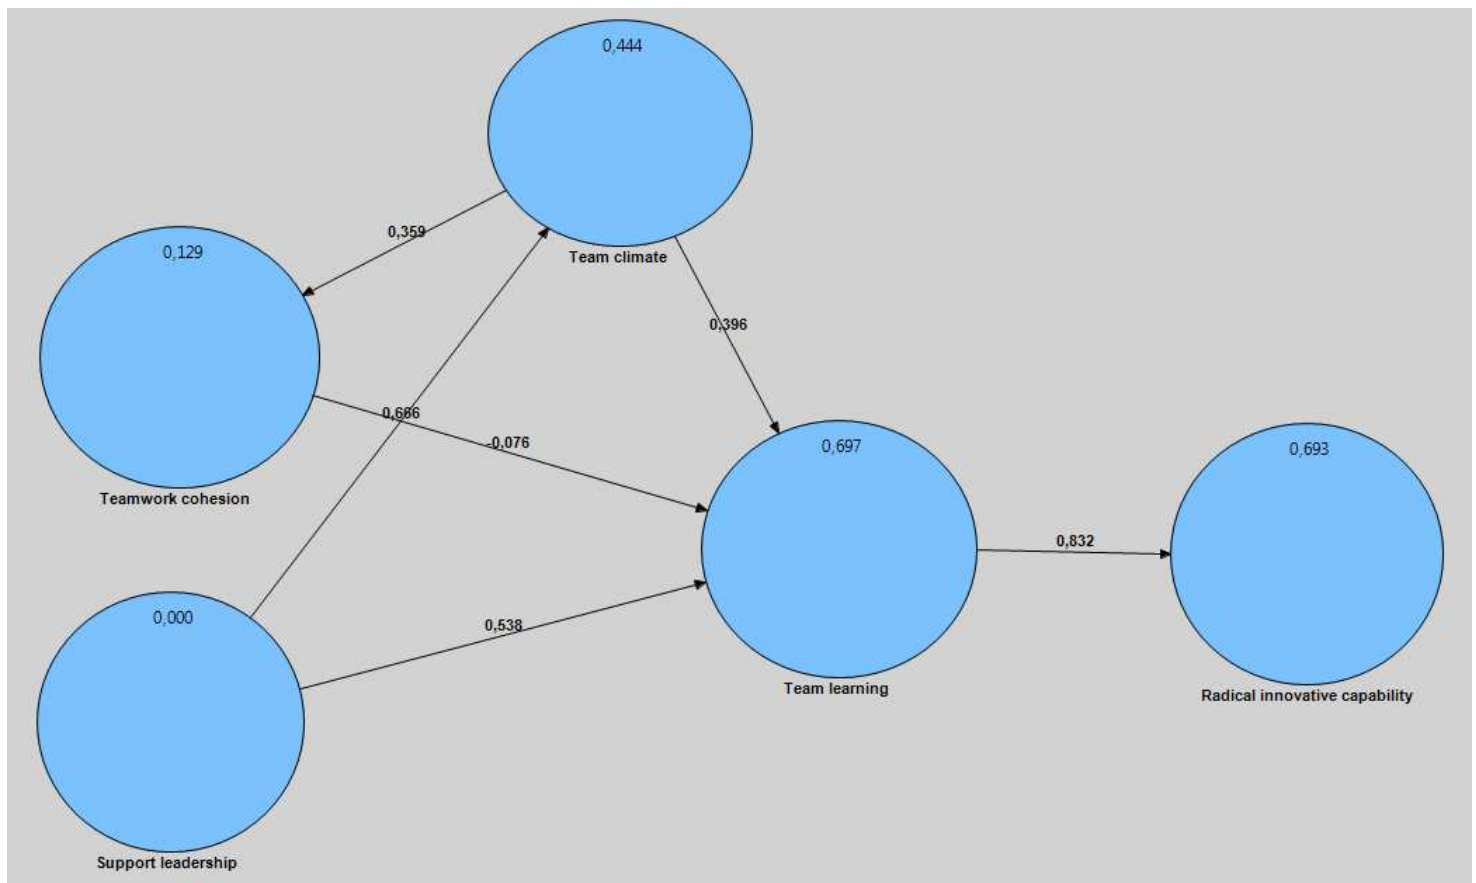 0,444
Team climate
0,359
0,129
Teamwork cohesion
0,396
0,666
-0,076
0,697
Team learning
0,693
Radical innovative capability
0,832
0,000
Support leadership
0,538